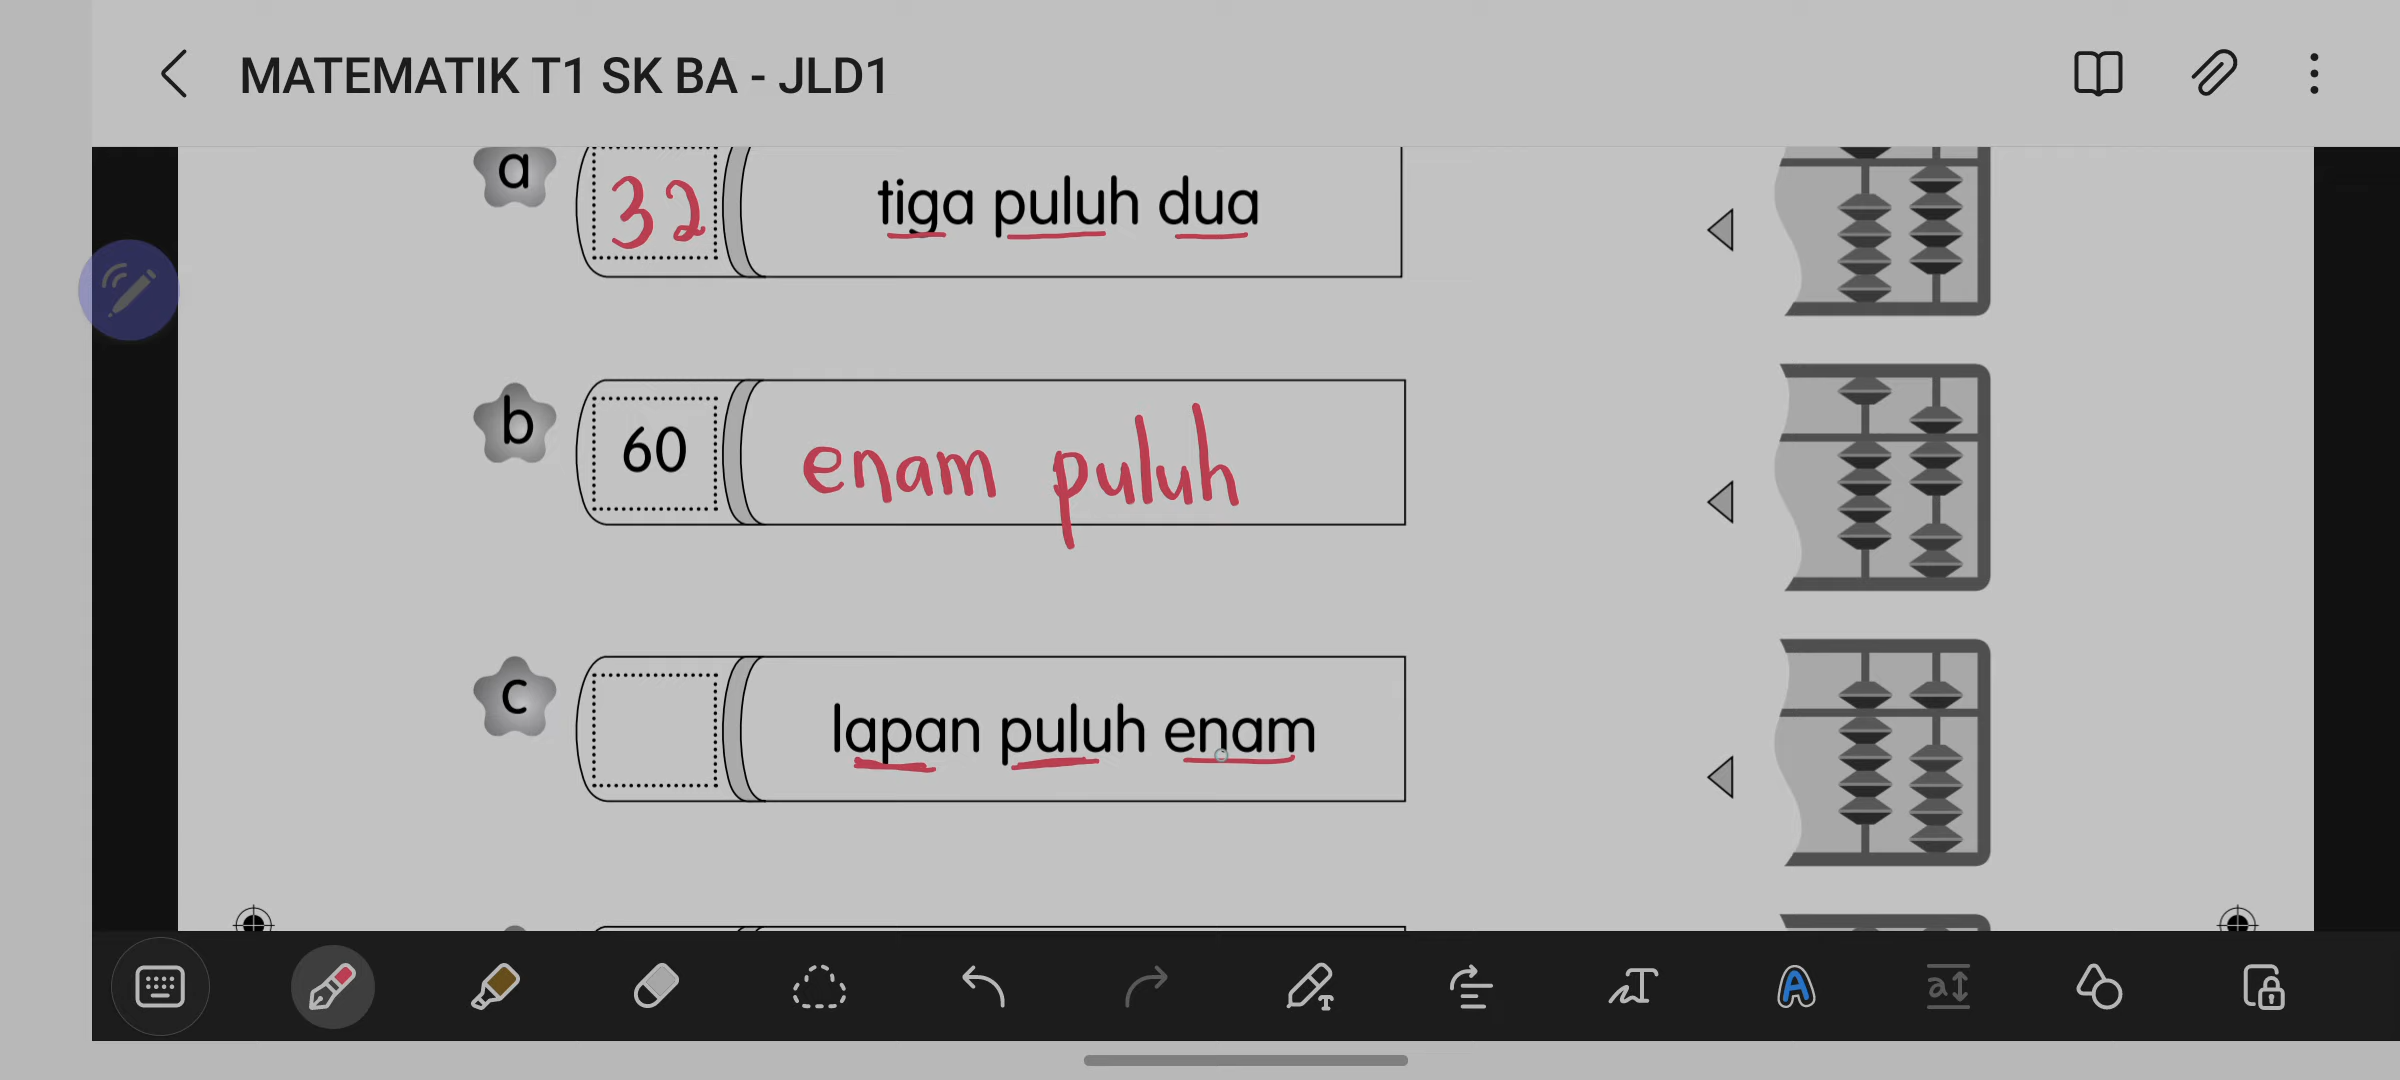 MATEMATIK T1 SK BA - JLD1
a
32
tiga puluh dua
b
60
enam puluh
c
lapan puluh enam